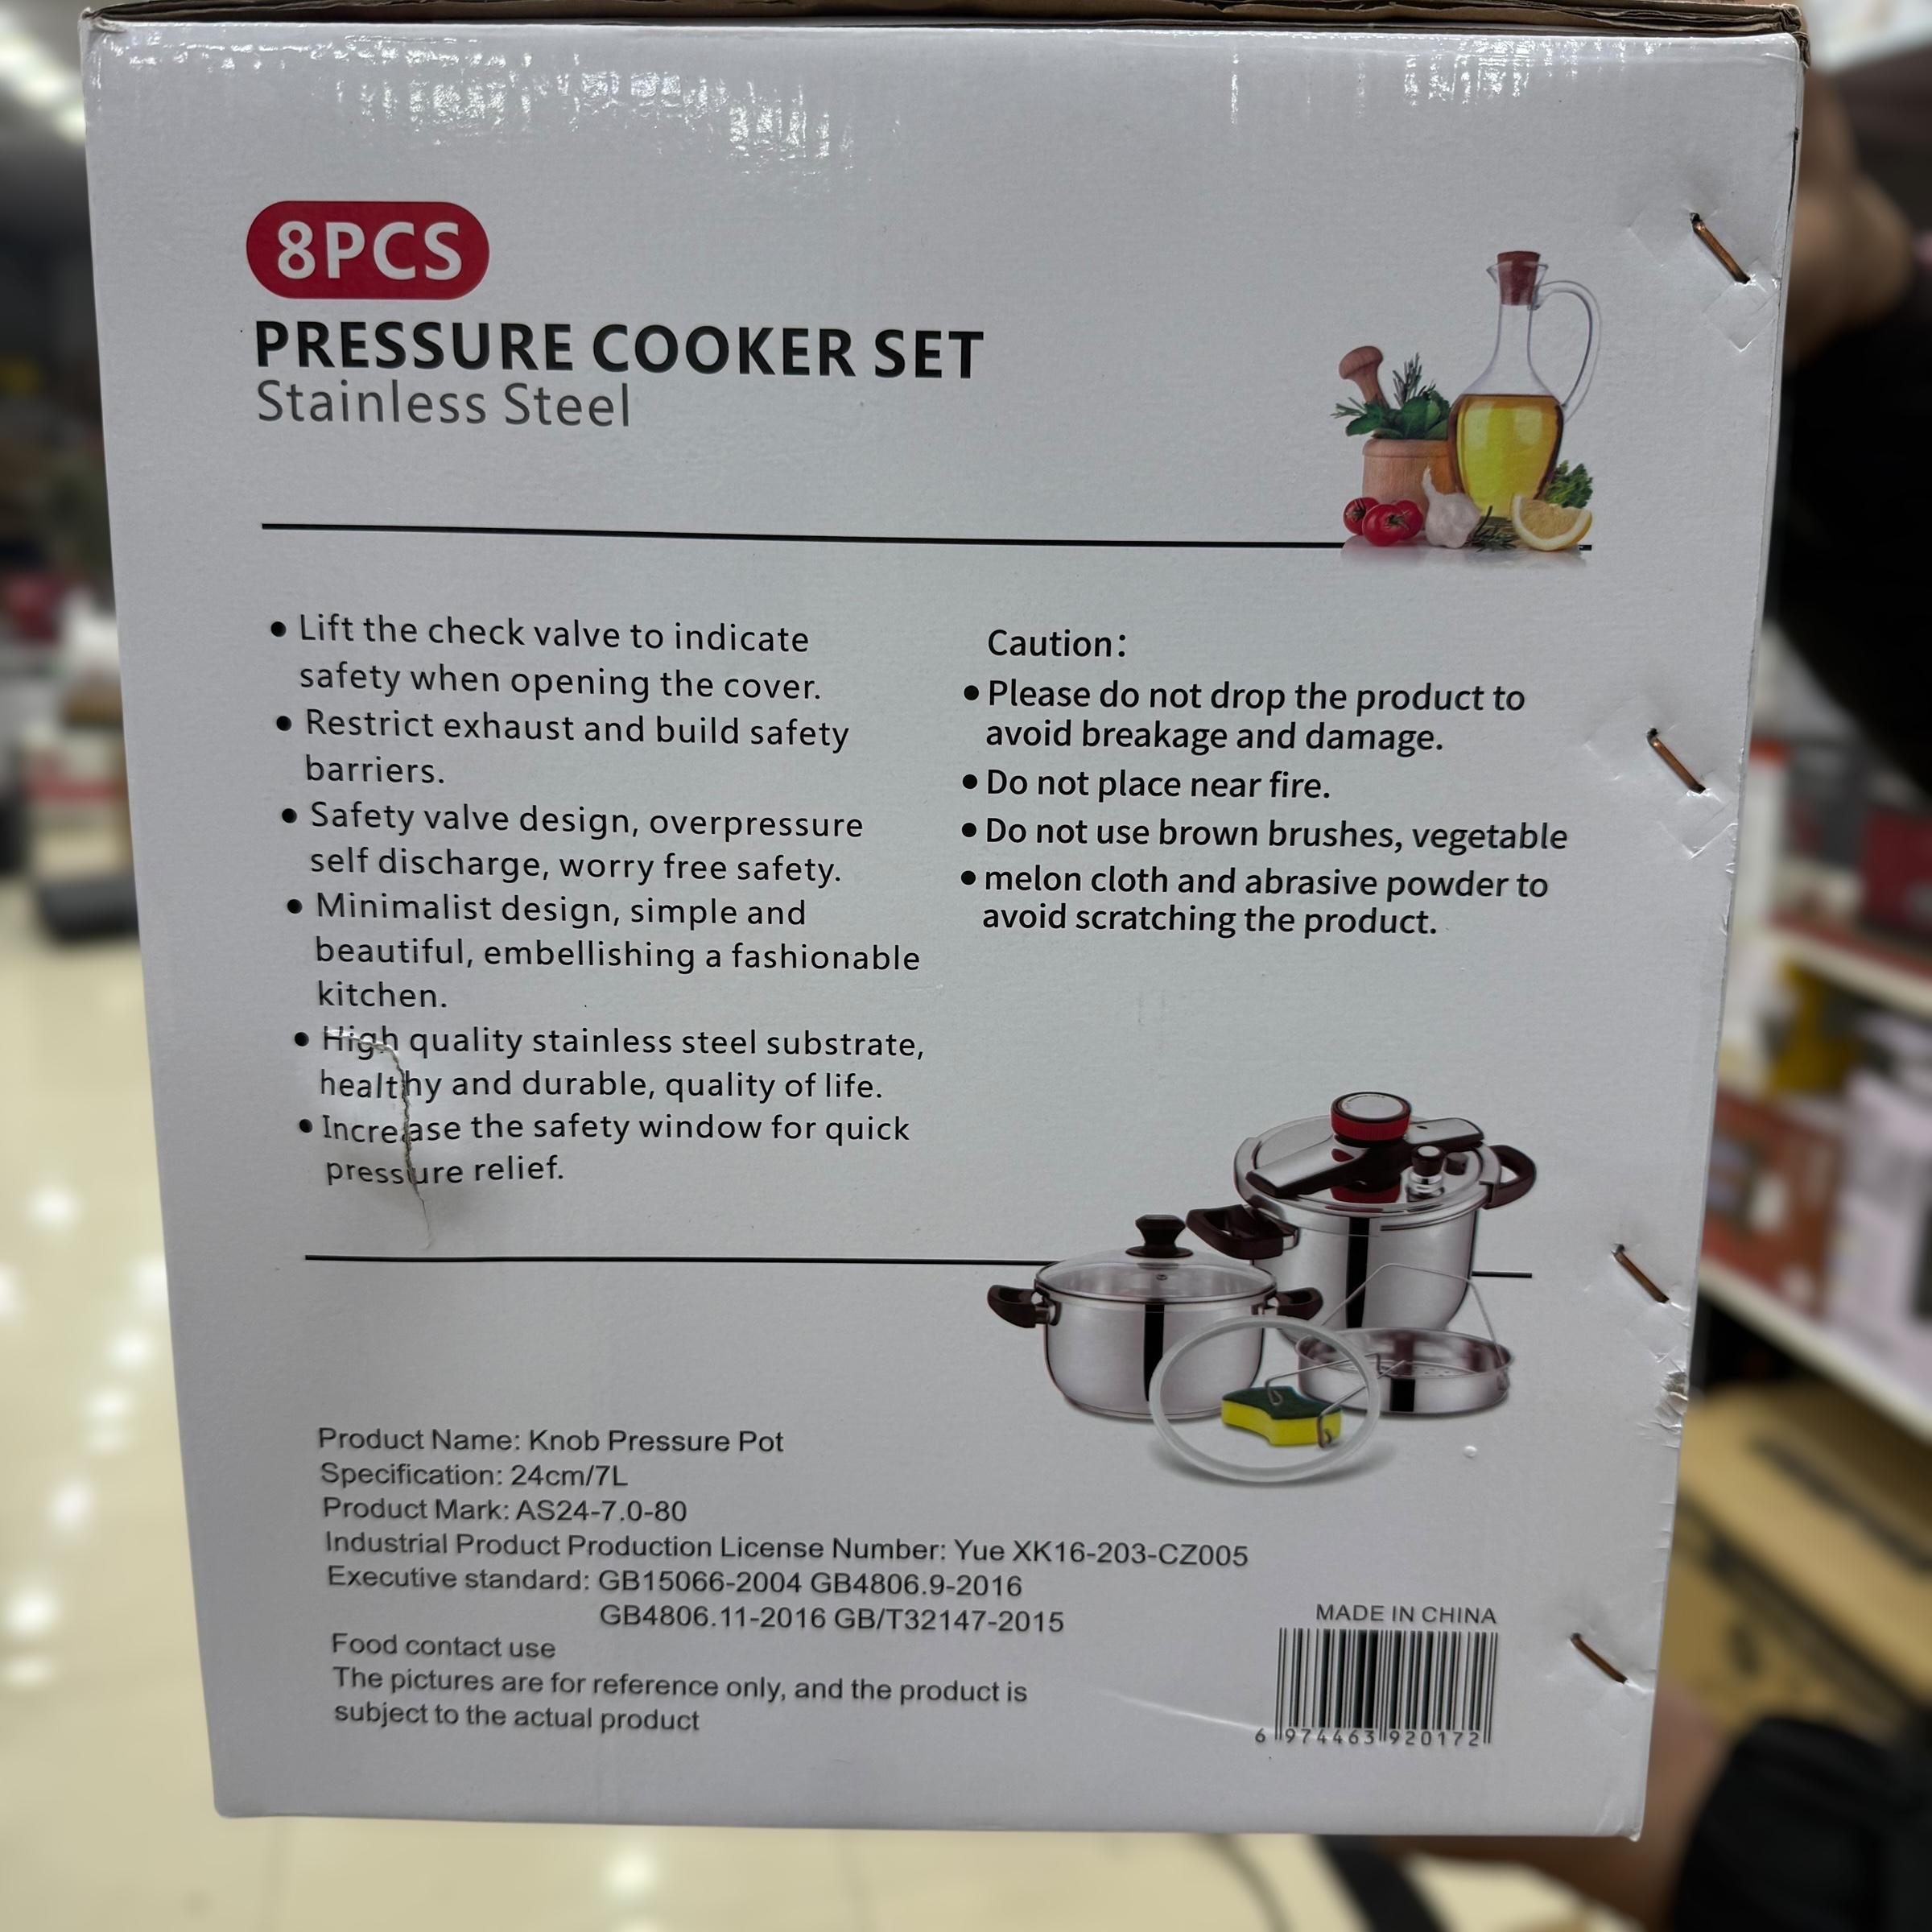 8PCS
PRESSURE COOKER SET
Stainless Steel
• Lift the check valve to indicate
safety when opening the cover.
• Restrict exhaust and build safety
barriers.
• Safety valve design, overpressure
self discharge, worry free safety.
• Minimalist design, simple and
beautiful, embellishing a fashionable
kitchen.
• High quality stainless steel substrate,
healthy and durable, quality of life.
• Increase the safety window for quick
pressure relief.
Caution:
• Please do not drop the product to
avoid breakage and damage.
• Do not place near fire.
• Do not use brown brushes, vegetable
• melon cloth and abrasive powder to
avoid scratching the product.
Product Name: Knob Pressure Pot
Specification: 24cm/7L
Product Mark: AS24-7.0-80
Industrial Product Production License Number: Yue XK16-203-CZ005
Executive standard: GB15066-2004 GB4806.9-2016
GB4806.11-2016 GB/T32147-2015
Food contact use
The pictures are for reference only, and the product is
subject to the actual product
MADE IN CHINA
6 974463 920172